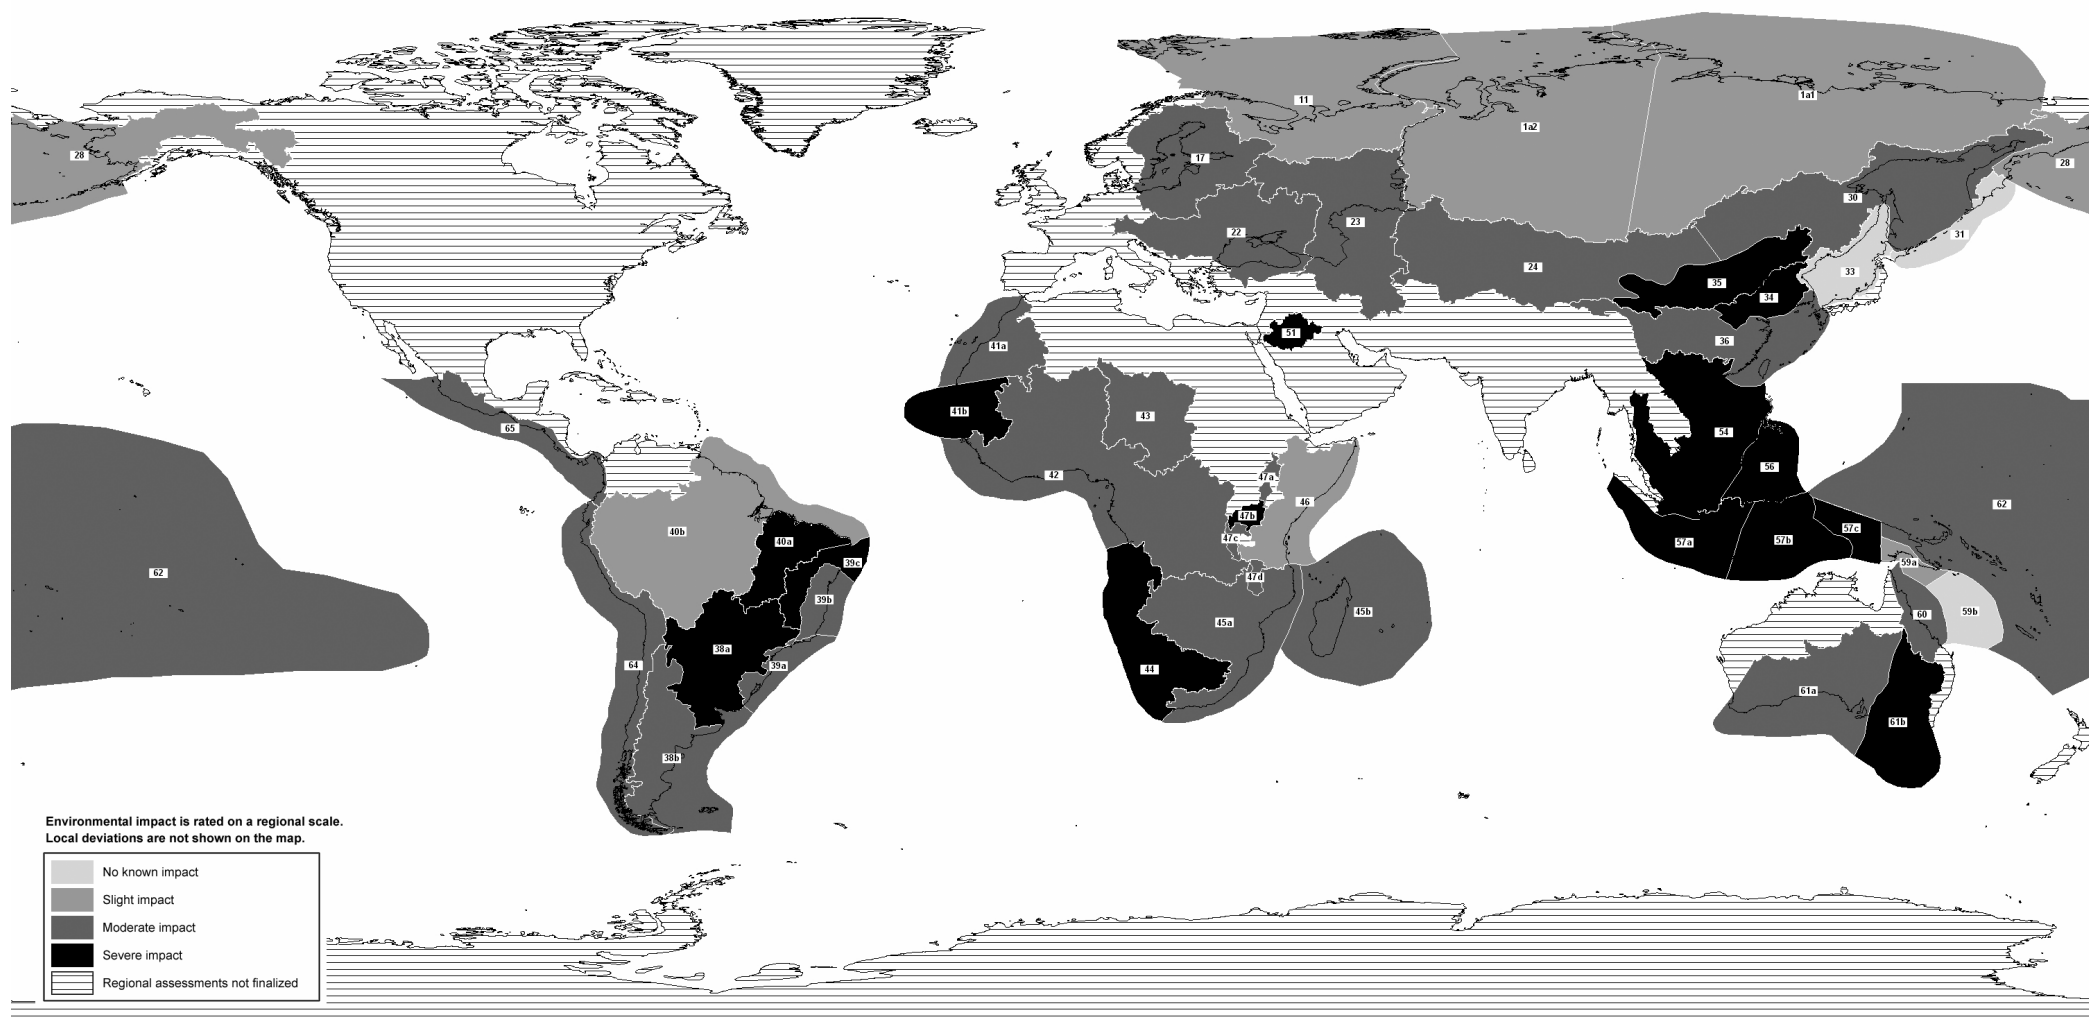 11
1a1
1a2
28
17
28
30
23
22
31
24
33
35
34
51
36
41a
41b
43
65
54
56
42
47a
46
62
47b
57c
40b
40a
47c
57a
57b
39c
59a
62
47d
39b
45b
59b
60
45a
38a
64
39a
44
61a
61b
38b
Environmental impact is rated on a regional scale.
Local deviations are not shown on the map.
No known impact
Slight impact
Moderate impact
Severe impact
Regional assessments not finalized